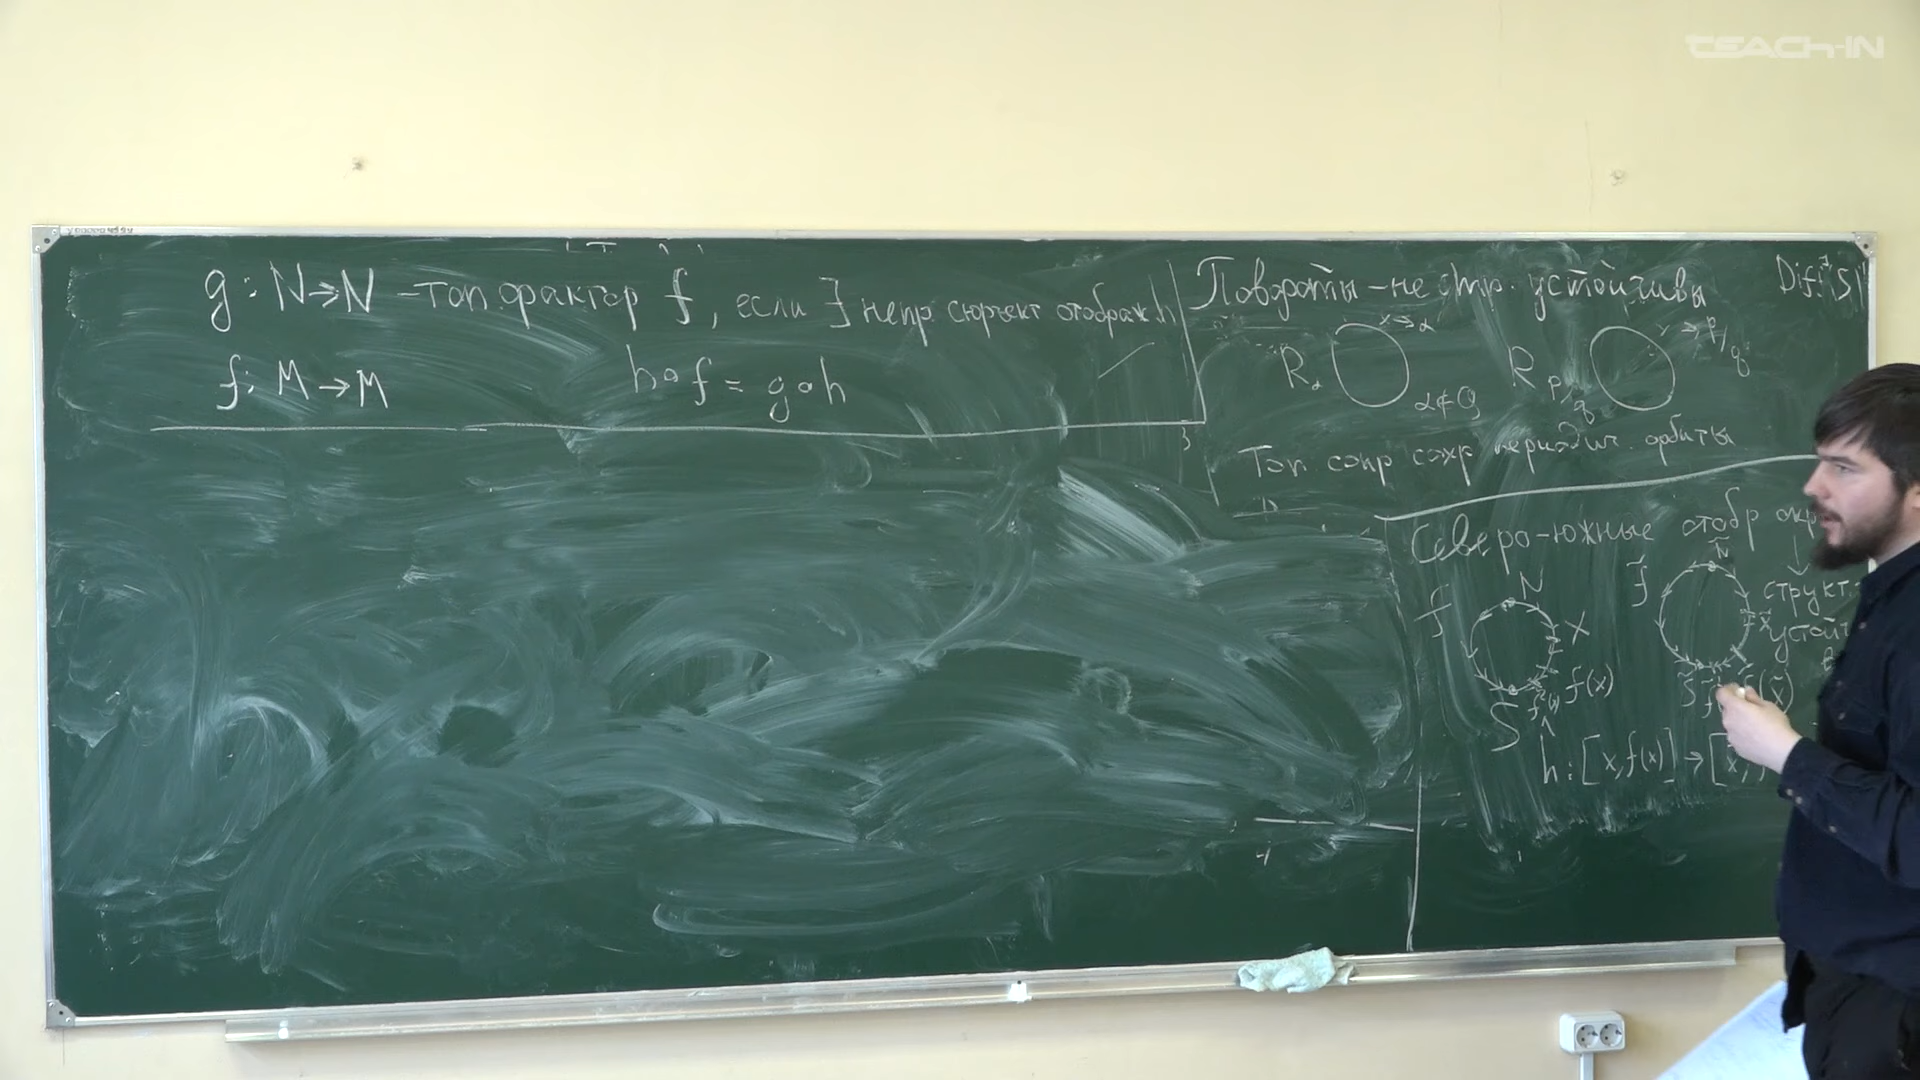 TEACH-IN
g : N → N – топ. фактор f, если ∃ непр. сюръект отображ. h
f : M → M
h ∘ f = g ∘ h
Повороты – не стр. устойчивы
R_α x → α α ∉ Q
R_p/q p/q
Топ сопр сохр периодич. орбиты
Северо-южные отобр окр
структ.
устойч
f N x f(x) S
f̃ Ñ x̃ f̃(x̃) S̃
h : [x, f(x)] → [x̃,